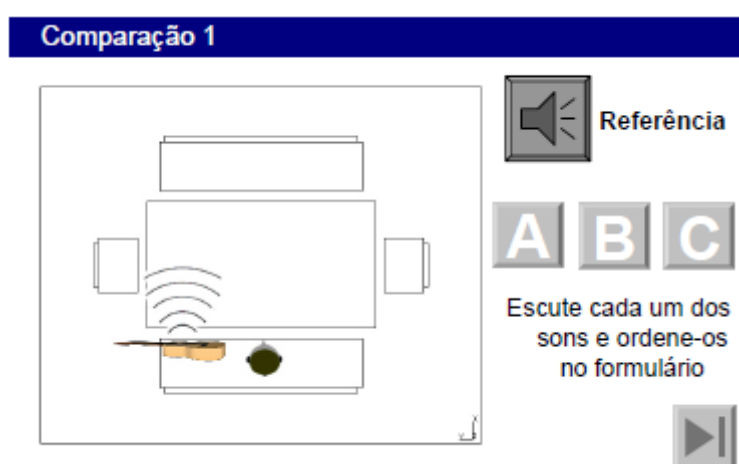 Comparação 1
Referência
A B C
Escute cada um dos
sons e ordene-os
no formulário